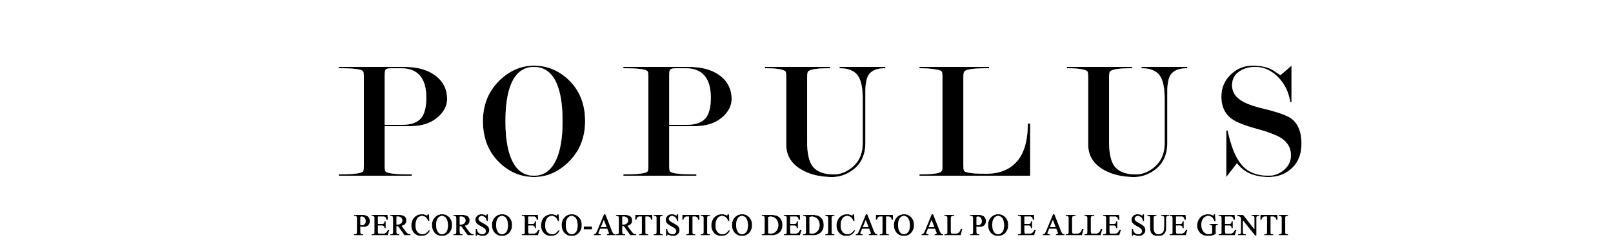 POPULUS
PERCORSO ECO-ARTISTICO DEDICATO AL PO E ALLE SUE GENTI